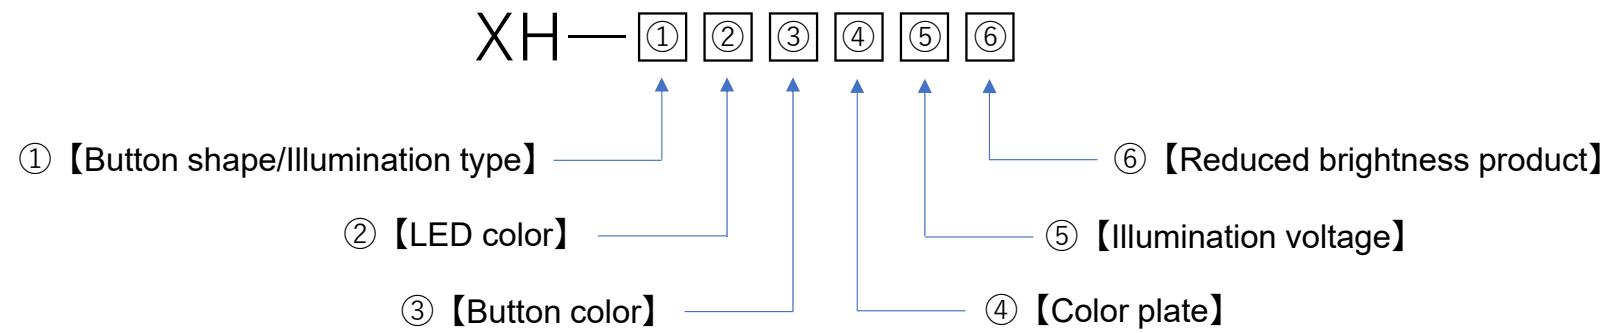 XH—①②③④⑤⑥
①【Button shape/Illumination type】
⑥【Reduced brightness product】
②【LED color】
⑤【Illumination voltage】
③【Button color】
④【Color plate】